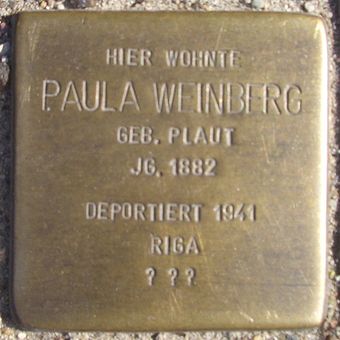 HIER WOHNTE
PAULA WEINBERG
GEB. PLAUT
JG. 1882
DEPORTIERT 1941
RIGA
? ? ?